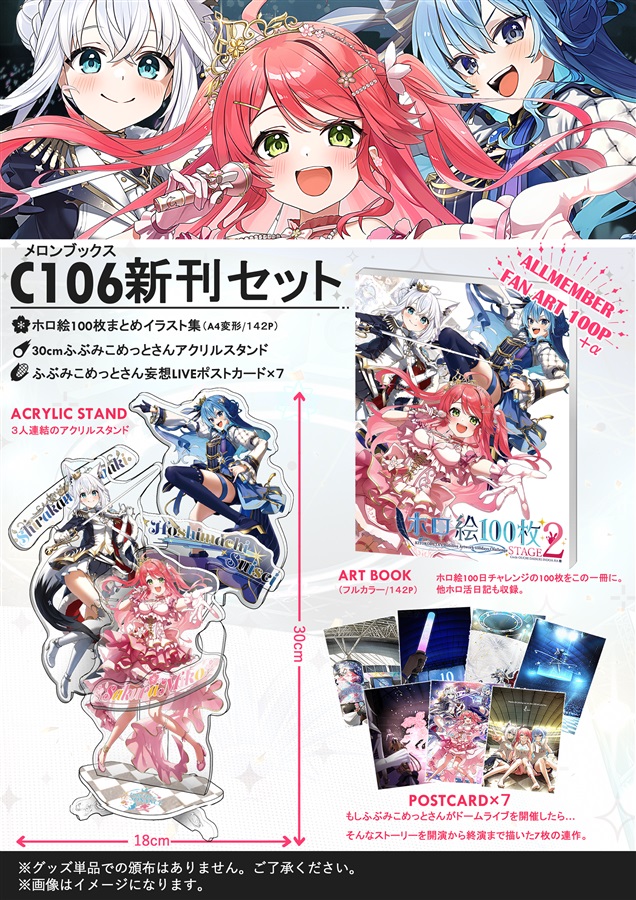 メロンブックス
C106新刊セット
ホロ絵100枚まとめイラスト集(A4変形/142P)
30cmふぶみこめっとさんアクリルスタンド
ふぶみこめっとさん妄想LIVEポストカード×7
ALLMEMBER
FAN ART 100P
+α
ACRYLIC STAND
3人連結のアクリルスタンド
Shirakami Fubuki
Hoshimachi
Suisei
Sakura Miko
30cm
18cm
ホロ絵100枚
STAGE 2
ART BOOK
(フルカラー/142P)
ホロ絵100日チャレンジの100枚をこの一冊に。
他ホロ活日記も収録。
10
POSTCARD×7
もしふぶみこめっとさんがドームライブを開催したら...
そんなストーリーを開演から終演まで描いた7枚の連作。
※グッズ単品での頒布はありません。ご了承ください。
※画像はイメージになります。